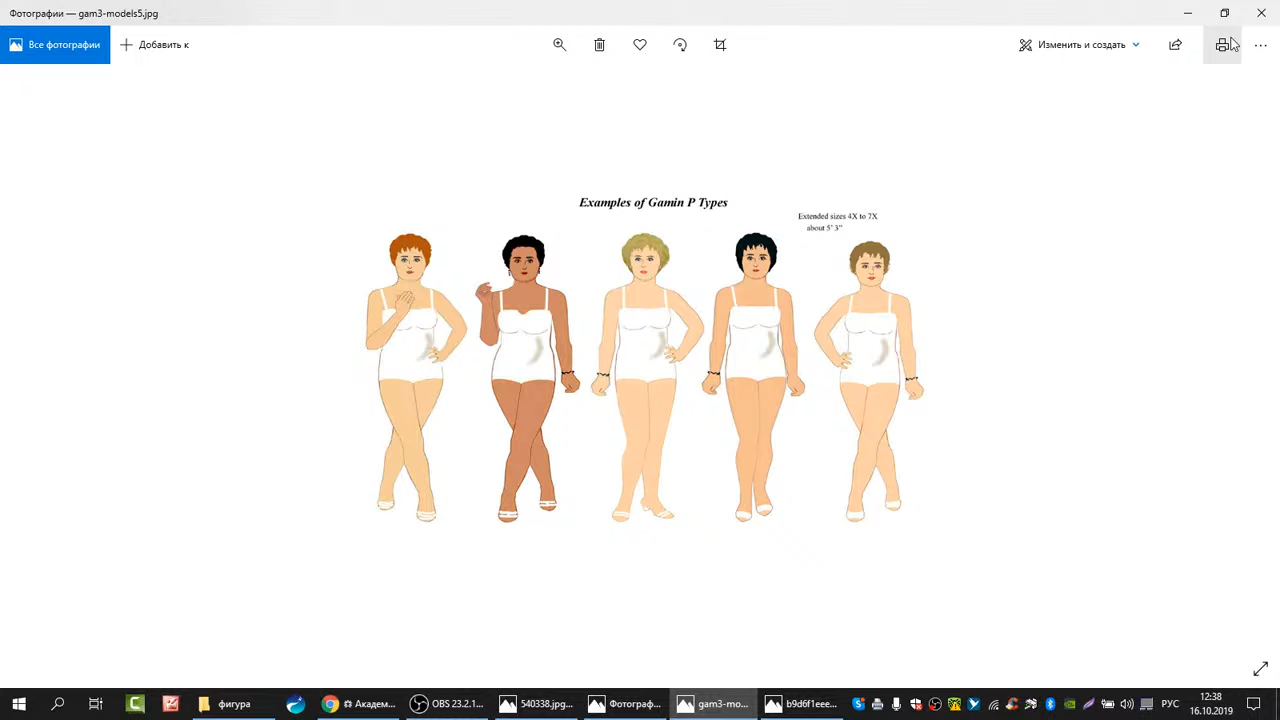 Фотографии — gam3-models5.jpg
Все фотографии
Добавить к
Изменить и создать
Examples of Gamin P Types
Extended sizes 4X to 7X
about 5' 3"
фигура
Академ...
OBS 23.2.1...
540338.jpg...
Фотограф...
gam3-mo...
b9d6f1eee...
РУС
12:38
16.10.2019